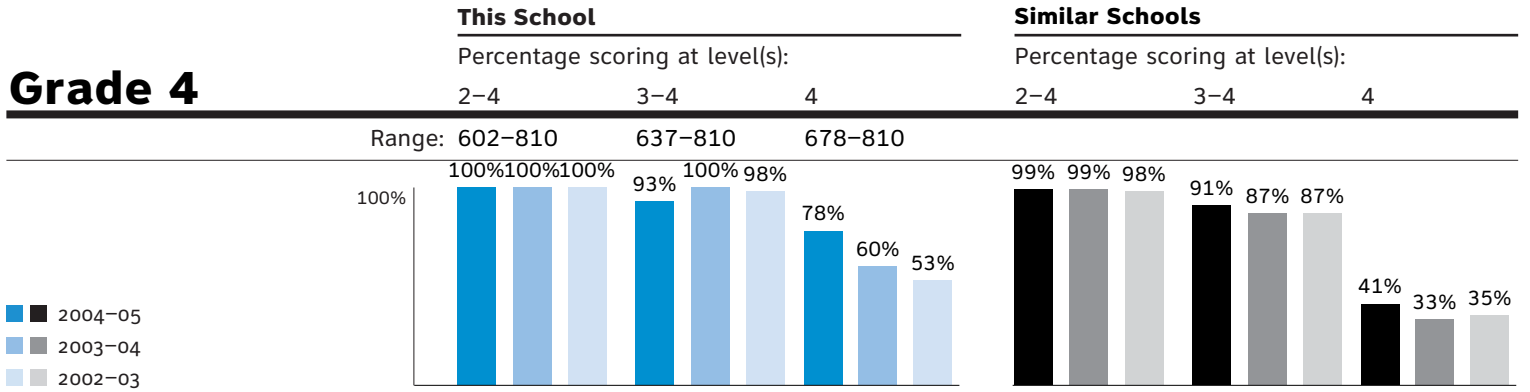 This School Similar Schools
Percentage scoring at level(s): Percentage scoring at level(s):
Grade 4 2–4 3–4 4 2–4 3–4 4
Range: 602–810 637–810 678–810
100% 100% 100% 93% 100% 98% 78% 60% 53% 99% 99% 98% 91% 87% 87% 41% 33% 35%
100%
2004–05
2003–04
2002–03